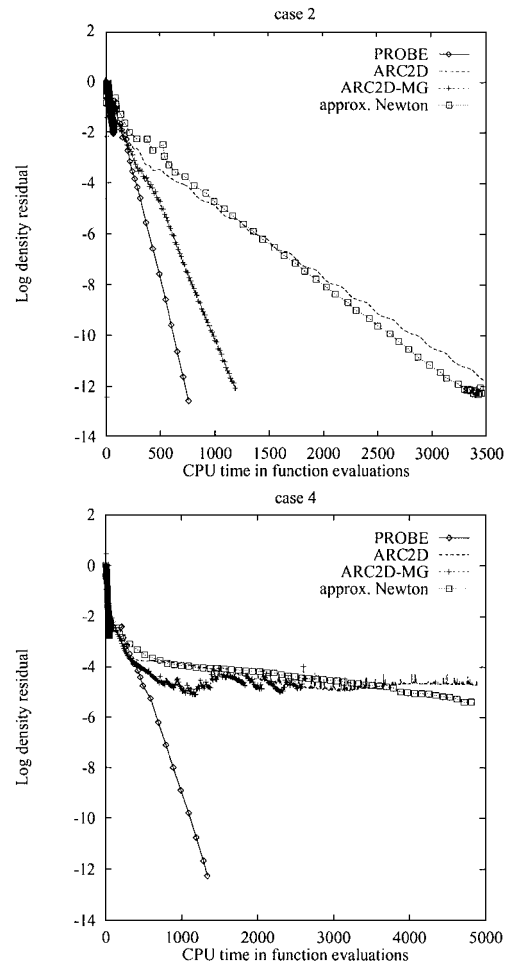 case 2
2
0
-2
-4
-6
-8
-10
-12
-14
Log density residual
PROBE
ARC2D
ARC2D-MG
approx. Newton
0 500 1000 1500 2000 2500 3000 3500
CPU time in function evaluations
case 4
2
0
-2
-4
-6
-8
-10
-12
-14
Log density residual
PROBE
ARC2D
ARC2D-MG
approx. Newton
0 1000 2000 3000 4000 5000
CPU time in function evaluations